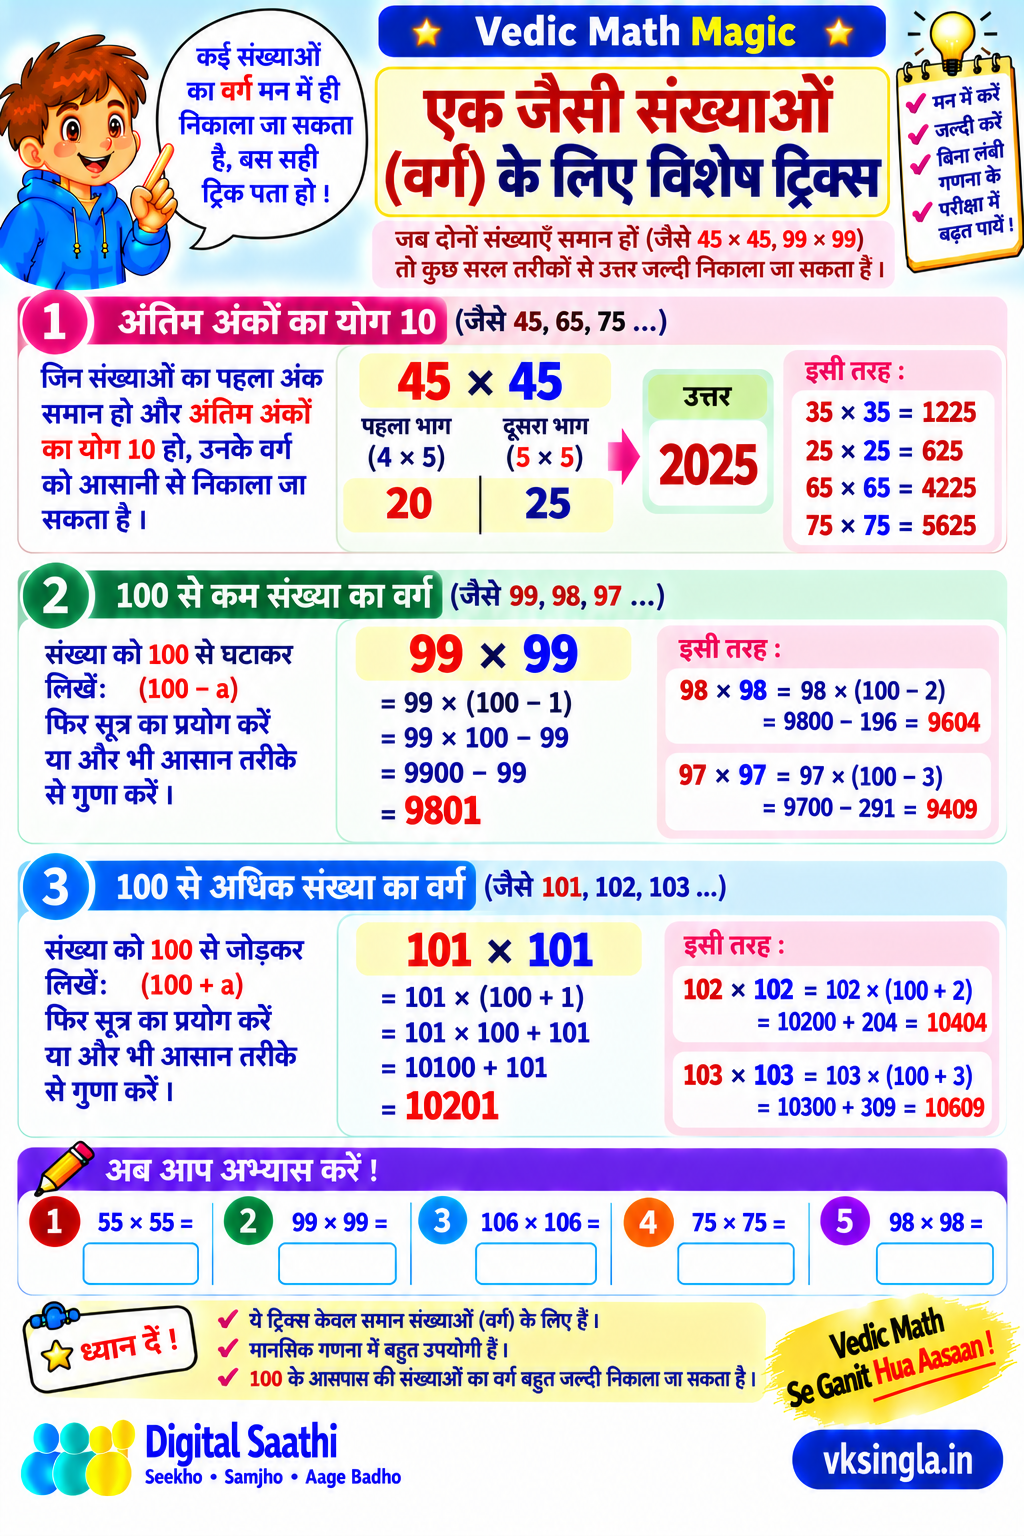 कई संख्याओं
का वर्ग मन में ही
निकाला जा सकता
है, बस सही
ट्रिक पता हो !
Vedic Math Magic
एक जैसी संख्याओं
(वर्ग) के लिए विशेष ट्रिक्स
जब दोनों संख्याएँ समान हों (जैसे 45 × 45, 99 × 99)
तो कुछ सरल तरीकों से उत्तर जल्दी निकाला जा सकता हैं ।
मन में करें
जल्दी करें
बिना लंबी
गणना के
परीक्षा में
बढ़त पायें !
1 अंतिम अंकों का योग 10 (जैसे 45, 65, 75 ...)
जिन संख्याओं का पहला अंक
समान हो और अंतिम अंकों
का योग 10 हो, उनके वर्ग
को आसानी से निकाला जा
सकता है ।
45 × 45
पहला भाग दूसरा भाग
(4 × 5) (5 × 5)
20 25
उत्तर
2025
इसी तरह :
35 × 35 = 1225
25 × 25 = 625
65 × 65 = 4225
75 × 75 = 5625
2 100 से कम संख्या का वर्ग (जैसे 99, 98, 97 ...)
संख्या को 100 से घटाकर
लिखें: (100 − a)
फिर सूत्र का प्रयोग करें
या और भी आसान तरीके
से गुणा करें ।
99 × 99
= 99 × (100 − 1)
= 99 × 100 − 99
= 9900 − 99
= 9801
इसी तरह :
98 × 98 = 98 × (100 − 2)
= 9800 − 196 = 9604
97 × 97 = 97 × (100 − 3)
= 9700 − 291 = 9409
3 100 से अधिक संख्या का वर्ग (जैसे 101, 102, 103 ...)
संख्या को 100 से जोड़कर
लिखें: (100 + a)
फिर सूत्र का प्रयोग करें
या और भी आसान तरीके
से गुणा करें ।
101 × 101
= 101 × (100 + 1)
= 101 × 100 + 101
= 10100 + 101
= 10201
इसी तरह :
102 × 102 = 102 × (100 + 2)
= 10200 + 204 = 10404
103 × 103 = 103 × (100 + 3)
= 10300 + 309 = 10609
अब आप अभ्यास करें !
1 55 × 55 =
2 99 × 99 =
3 106 × 106 =
4 75 × 75 =
5 98 × 98 =
ध्यान दें !
ये ट्रिक्स केवल समान संख्याओं (वर्ग) के लिए हैं ।
मानसिक गणना में बहुत उपयोगी हैं ।
100 के आसपास की संख्याओं का वर्ग बहुत जल्दी निकाला जा सकता है ।
Vedic Math
Se Ganit Hua Aasaan !
Digital Saathi
Seekho • Samjho • Aage Badho
vksingla.in